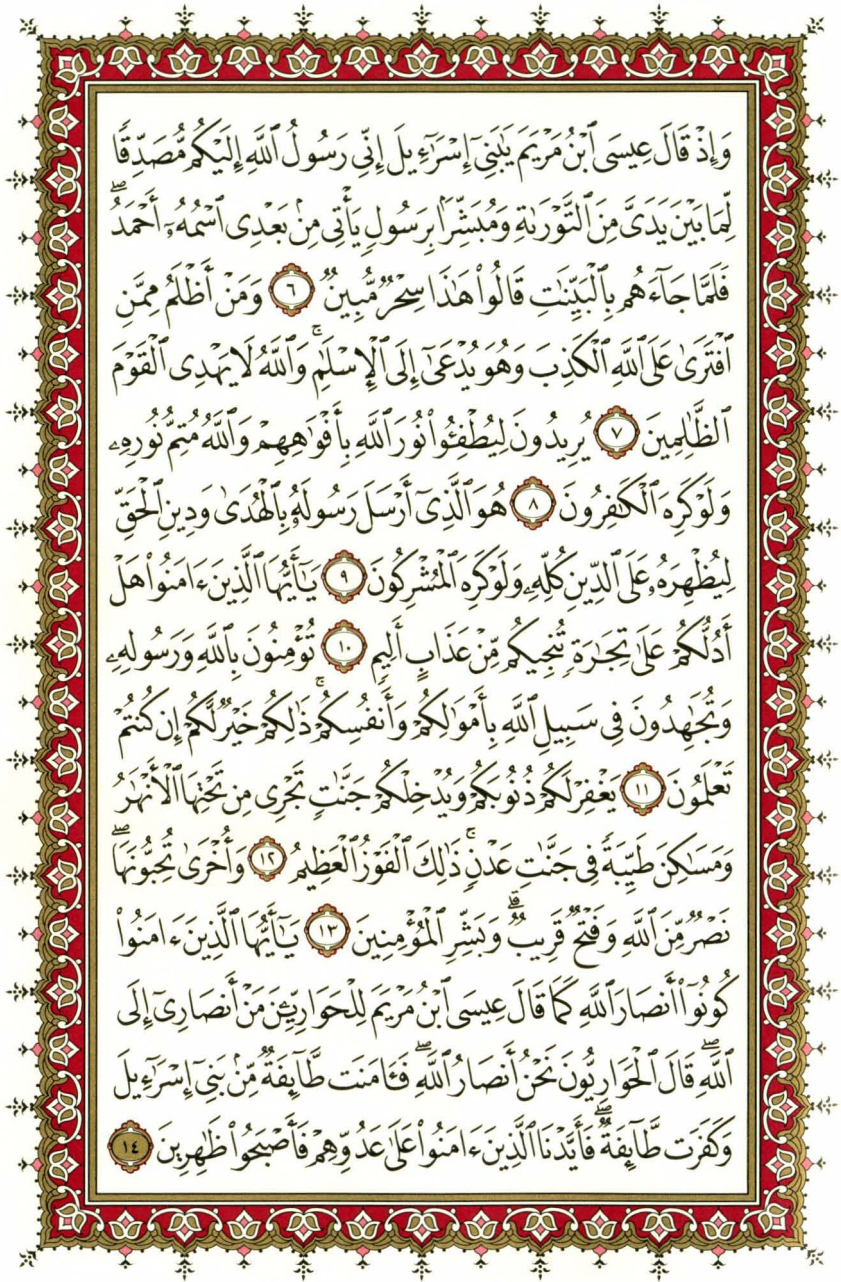 وَإِذْ قَالَ عِيسَى ٱبْنُ مَرْيَمَ يَٰبَنِىٓ إِسْرَٰٓءِيلَ إِنِّى رَسُولُ ٱللَّهِ إِلَيْكُم مُّصَدِّقًا
لِّمَا بَيْنَ يَدَىَّ مِنَ ٱلتَّوْرَىٰةِ وَمُبَشِّرًۢا بِرَسُولٍ يَأْتِى مِنۢ بَعْدِى ٱسْمُهُۥٓ أَحْمَدُ ۖ
فَلَمَّا جَآءَهُم بِٱلْبَيِّنَٰتِ قَالُوا۟ هَٰذَا سِحْرٌ مُّبِينٌ ٦ وَمَنْ أَظْلَمُ مِمَّنِ
ٱفْتَرَىٰ عَلَى ٱللَّهِ ٱلْكَذِبَ وَهُوَ يُدْعَىٰٓ إِلَى ٱلْإِسْلَٰمِ ۚ وَٱللَّهُ لَا يَهْدِى ٱلْقَوْمَ
ٱلظَّٰلِمِينَ ٧ يُرِيدُونَ لِيُطْفِـُٔوا۟ نُورَ ٱللَّهِ بِأَفْوَٰهِهِمْ وَٱللَّهُ مُتِمُّ نُورِهِۦ
وَلَوْ كَرِهَ ٱلْكَٰفِرُونَ ٨ هُوَ ٱلَّذِىٓ أَرْسَلَ رَسُولَهُۥ بِٱلْهُدَىٰ وَدِينِ ٱلْحَقِّ
لِيُظْهِرَهُۥ عَلَى ٱلدِّينِ كُلِّهِۦ وَلَوْ كَرِهَ ٱلْمُشْرِكُونَ ٩ يَٰٓأَيُّهَا ٱلَّذِينَ ءَامَنُوا۟ هَلْ
أَدُلُّكُمْ عَلَىٰ تِجَٰرَةٍ تُنجِيكُم مِّنْ عَذَابٍ أَلِيمٍ ١٠ تُؤْمِنُونَ بِٱللَّهِ وَرَسُولِهِۦ
وَتُجَٰهِدُونَ فِى سَبِيلِ ٱللَّهِ بِأَمْوَٰلِكُمْ وَأَنفُسِكُمْ ۚ ذَٰلِكُمْ خَيْرٌ لَّكُمْ إِن كُنتُمْ
تَعْلَمُونَ ١١ يَغْفِرْ لَكُمْ ذُنُوبَكُمْ وَيُدْخِلْكُمْ جَنَّٰتٍ تَجْرِى مِن تَحْتِهَا ٱلْأَنْهَٰرُ
وَمَسَٰكِنَ طَيِّبَةً فِى جَنَّٰتِ عَدْنٍ ۚ ذَٰلِكَ ٱلْفَوْزُ ٱلْعَظِيمُ ١٢ وَأُخْرَىٰ تُحِبُّونَهَا ۖ
نَصْرٌ مِّنَ ٱللَّهِ وَفَتْحٌ قَرِيبٌ ۗ وَبَشِّرِ ٱلْمُؤْمِنِينَ ١٣ يَٰٓأَيُّهَا ٱلَّذِينَ ءَامَنُوا۟
كُونُوٓا۟ أَنصَارَ ٱللَّهِ كَمَا قَالَ عِيسَى ٱبْنُ مَرْيَمَ لِلْحَوَارِيِّـۧنَ مَنْ أَنصَارِىٓ إِلَى
ٱللَّهِ ۖ قَالَ ٱلْحَوَارِيُّونَ نَحْنُ أَنصَارُ ٱللَّهِ ۖ فَـَٔامَنَت طَّآئِفَةٌ مِّنۢ بَنِىٓ إِسْرَٰٓءِيلَ
وَكَفَرَت طَّآئِفَةٌ ۖ فَأَيَّدْنَا ٱلَّذِينَ ءَامَنُوا۟ عَلَىٰ عَدُوِّهِمْ فَأَصْبَحُوا۟ ظَٰهِرِينَ ١٤